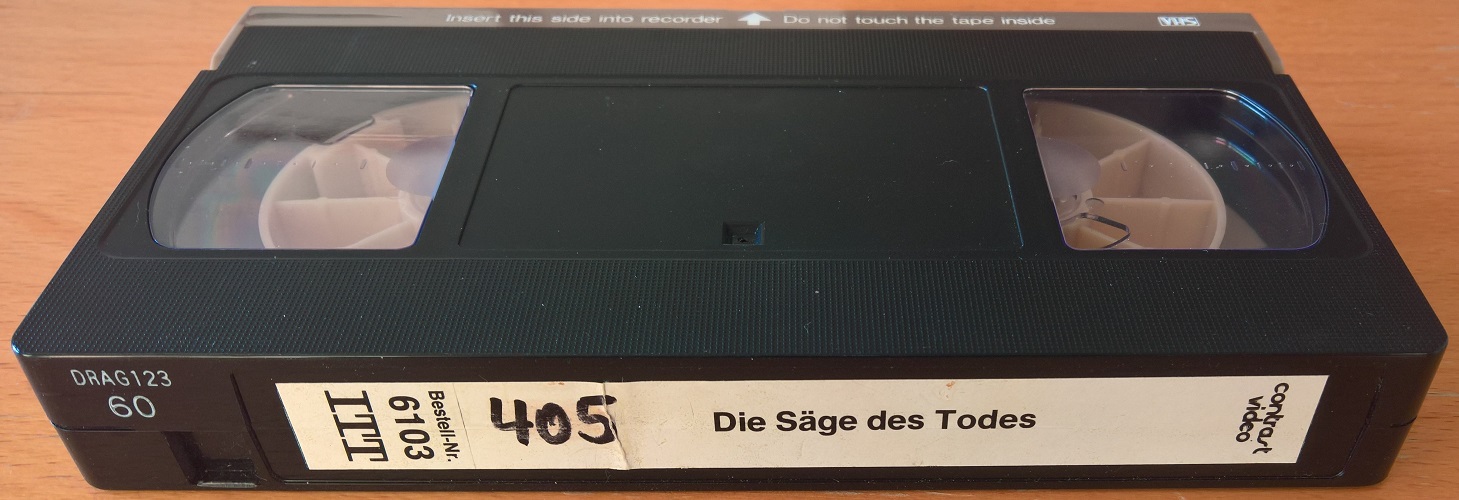 Insert this side into recorder Do not touch the tape inside VHS
DRAG123
60
ITT
Bestell-Nr.
6103
405
Die Säge des Todes
contrast
video